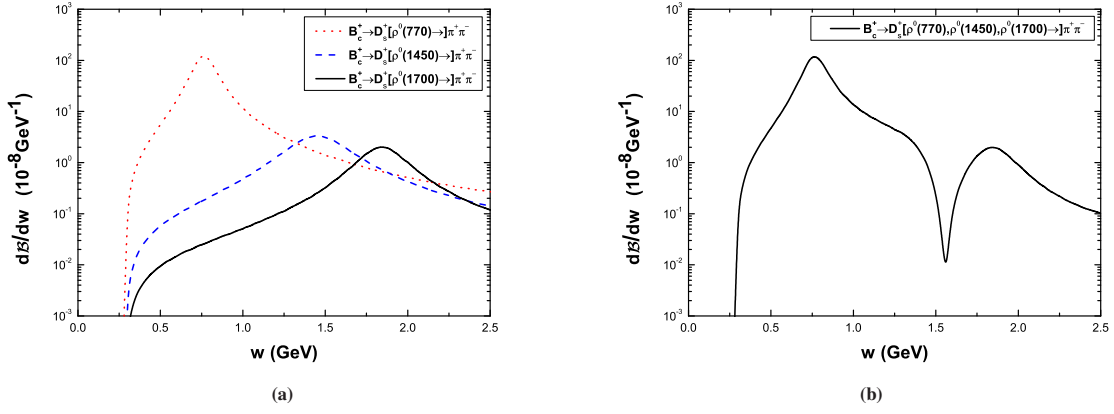 B_c^+→D_s^+[ρ^0(770)→]π^+π^-
B_c^+→D_s^+[ρ^0(1450)→]π^+π^-
B_c^+→D_s^+[ρ^0(1700)→]π^+π^-
10^3
10^2
10^1
10^0
10^-1
10^-2
10^-3
dℬ/dw (10^-8GeV^-1)
0.0 0.5 1.0 1.5 2.0 2.5
w (GeV)
(a)
B_c^+→D_s^+[ρ^0(770),ρ^0(1450),ρ^0(1700)→]π^+π^-
10^3
10^2
10^1
10^0
10^-1
10^-2
10^-3
dℬ/dw (10^-8GeV^-1)
0.0 0.5 1.0 1.5 2.0 2.5
w (GeV)
(b)